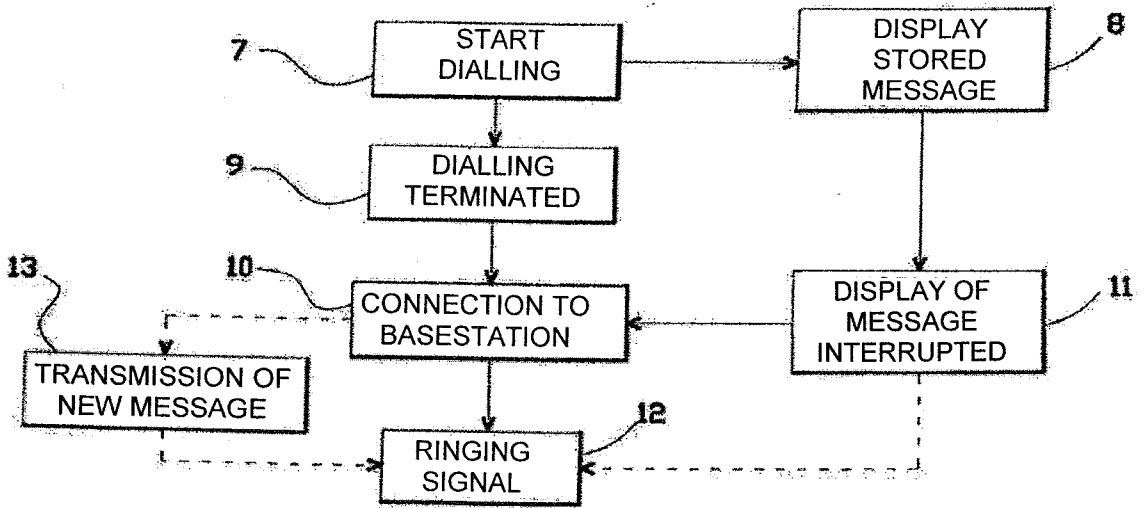 7
START
DIALLING
DISPLAY
STORED
MESSAGE
8
9
DIALLING
TERMINATED
13
10
CONNECTION TO
BASESTATION
DISPLAY OF
MESSAGE
INTERRUPTED
11
TRANSMISSION OF
NEW MESSAGE
RINGING
SIGNAL
12